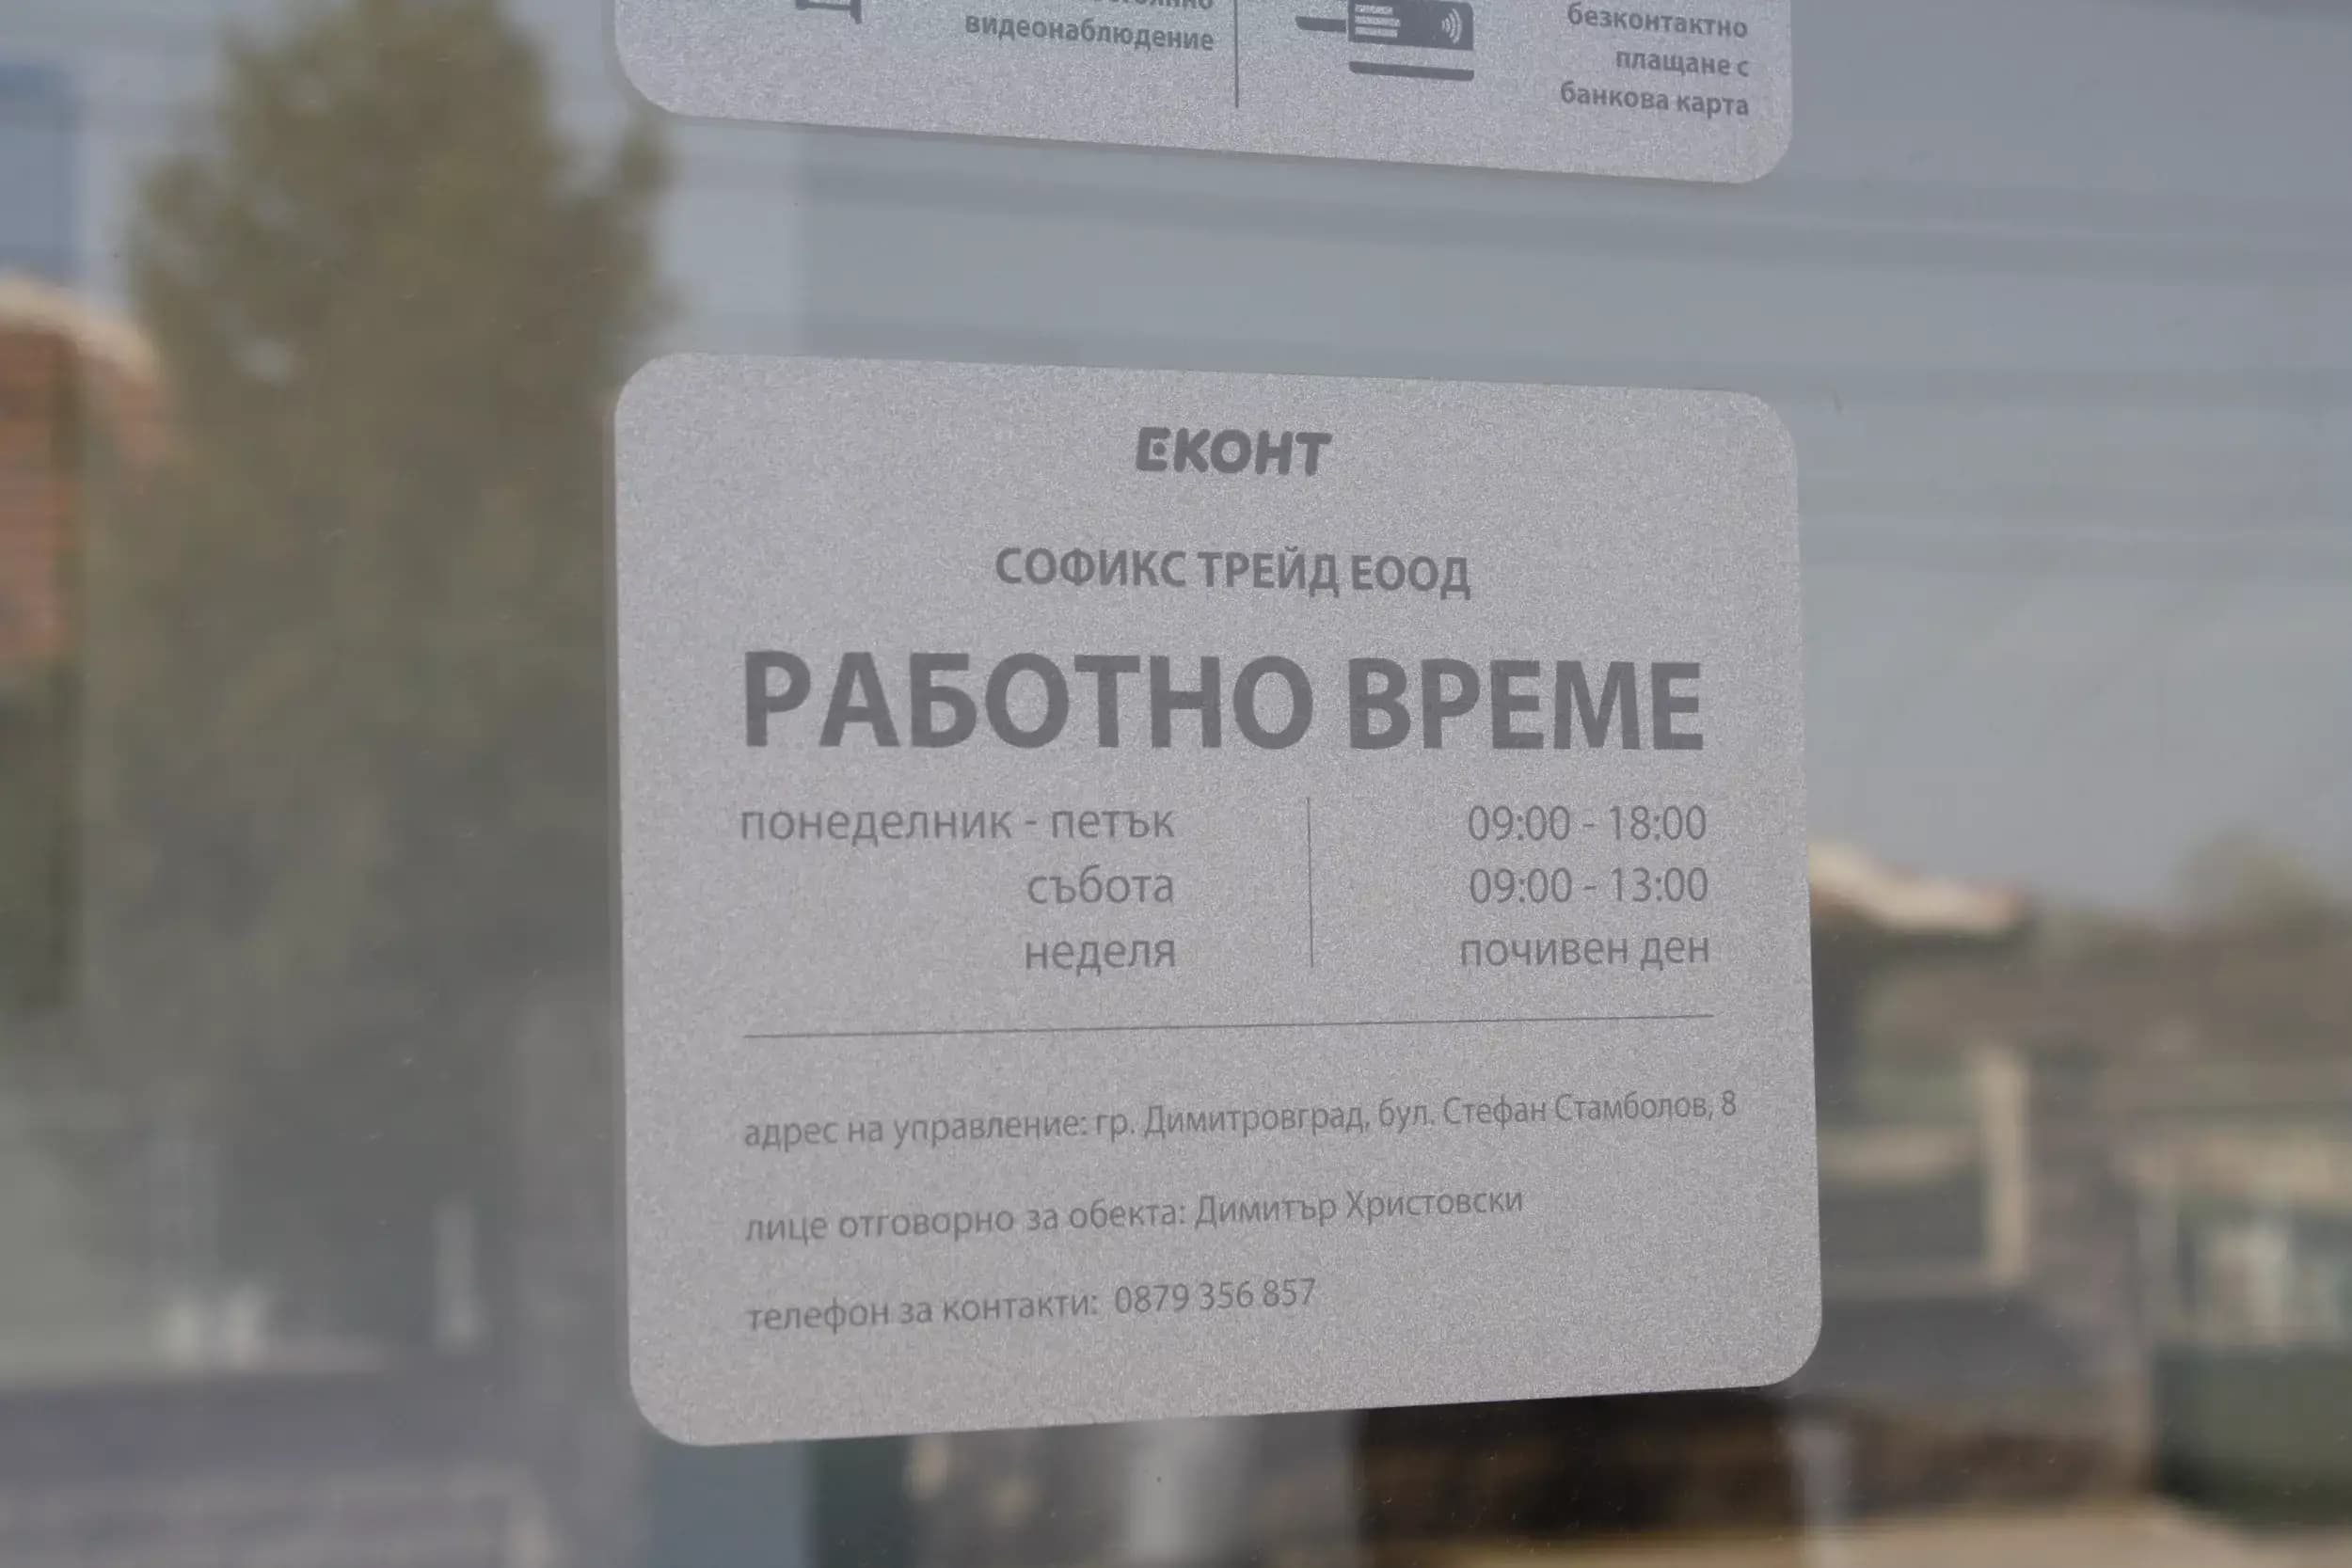 видеонаблюдение
безконтактно
плащане с
банкова карта
ЕКОНТ
СОФИКС ТРЕЙД ЕООД
РАБОТНО ВРЕМЕ
понеделник - петък 09:00 - 18:00
събота 09:00 - 13:00
неделя почивен ден
адрес на управление: гр. Димитровград, бул. Стефан Стамболов, 8
лице отговорно за обекта: Димитър Христовски
телефон за контакти: 0879 356 857